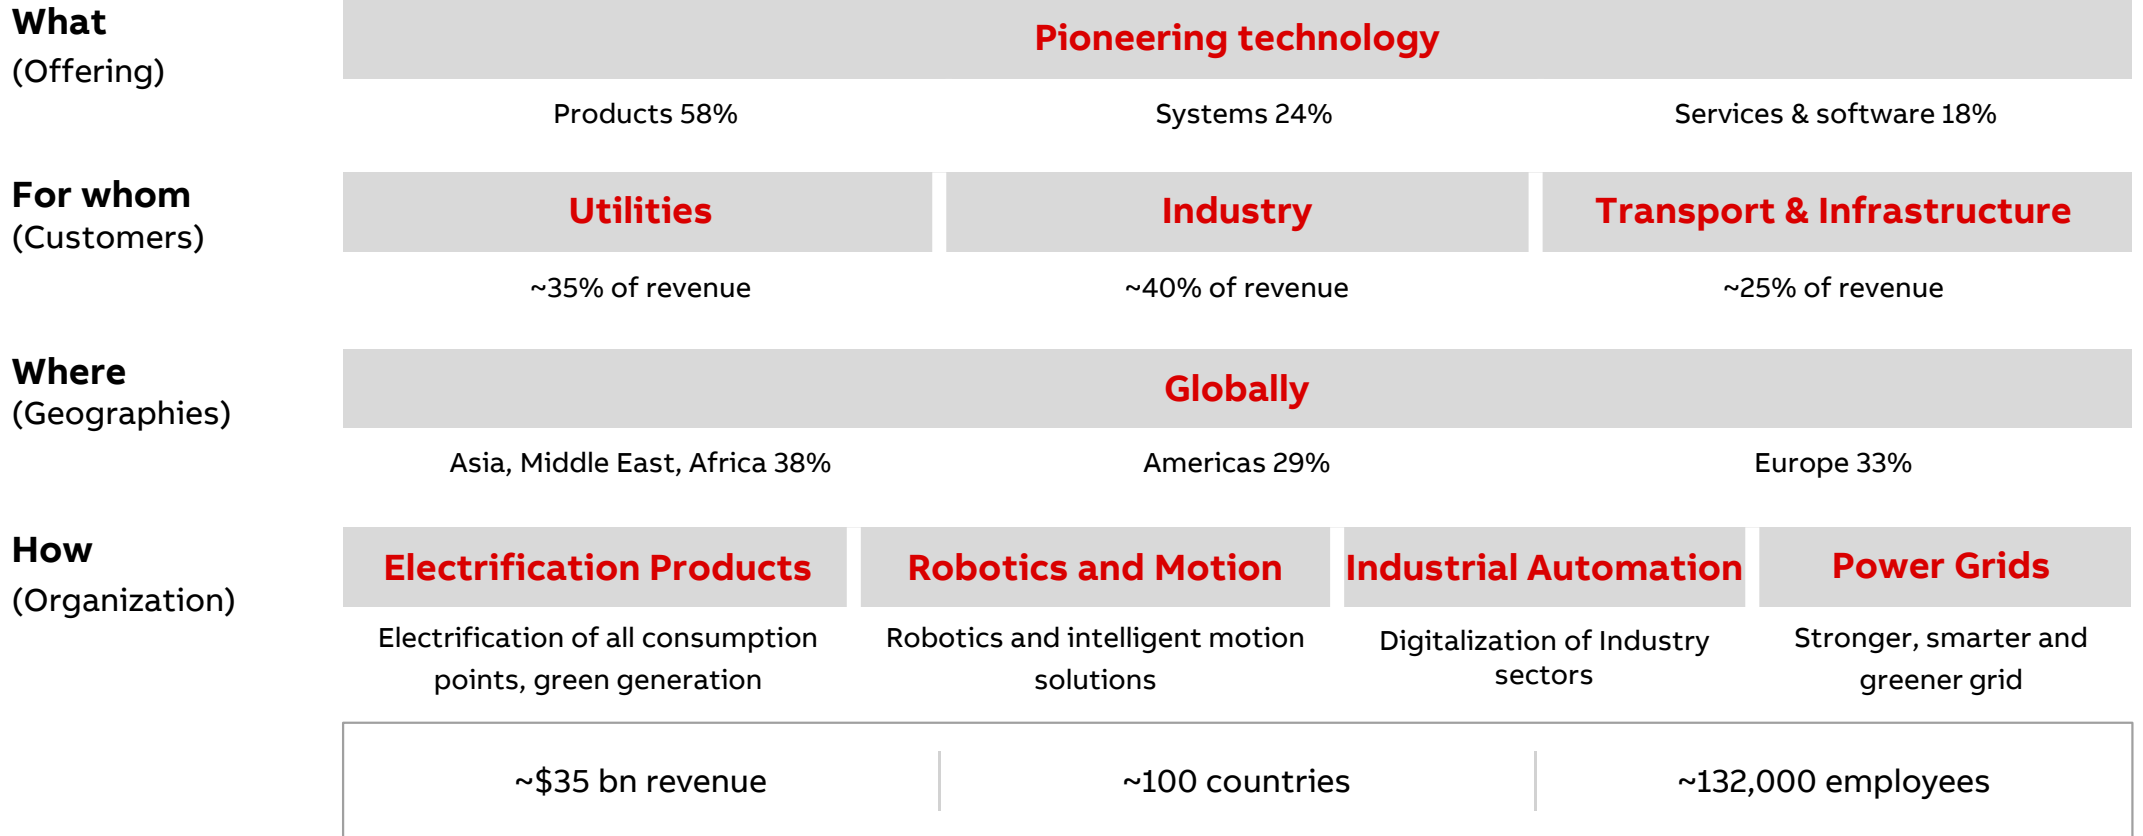 What
(Offering)
Pioneering technology
Products 58%
Systems 24%
Services & software 18%
For whom
(Customers)
Utilities
Industry
Transport & Infrastructure
~35% of revenue
~40% of revenue
~25% of revenue
Where
(Geographies)
Globally
Asia, Middle East, Africa 38%
Americas 29%
Europe 33%
How
(Organization)
Electrification Products
Robotics and Motion
Industrial Automation
Power Grids
Electrification of all consumption
points, green generation
Robotics and intelligent motion
solutions
Digitalization of Industry
sectors
Stronger, smarter and
greener grid
~$35 bn revenue
~100 countries
~132,000 employees